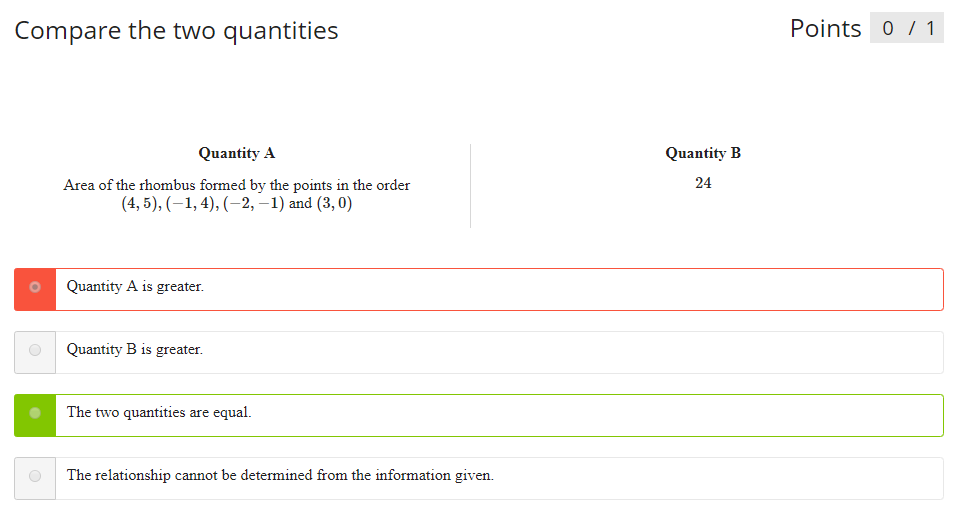 Compare the two quantities
Points 0 / 1
Quantity A
Area of the rhombus formed by the points in the order
(4, 5), (−1, 4), (−2, −1) and (3, 0)
Quantity B
24
Quantity A is greater.
Quantity B is greater.
The two quantities are equal.
The relationship cannot be determined from the information given.